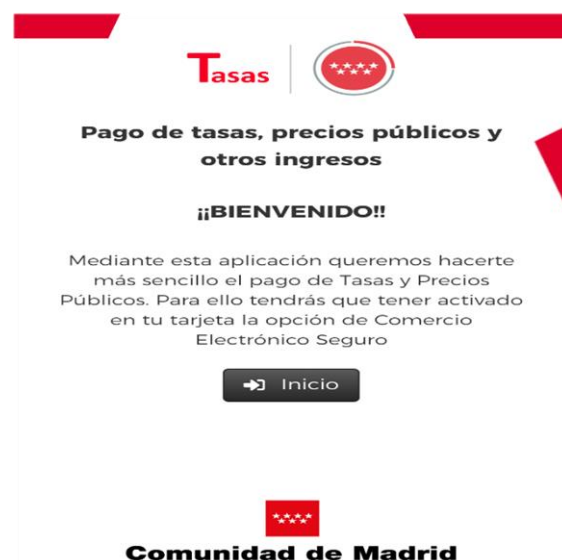 Tasas
Pago de tasas, precios públicos y
otros ingresos
¡¡BIENVENIDO!!
Mediante esta aplicación queremos hacerte
más sencillo el pago de Tasas y Precios
Públicos. Para ello tendrás que tener activado
en tu tarjeta la opción de Comercio
Electrónico Seguro
Inicio
Comunidad de Madrid